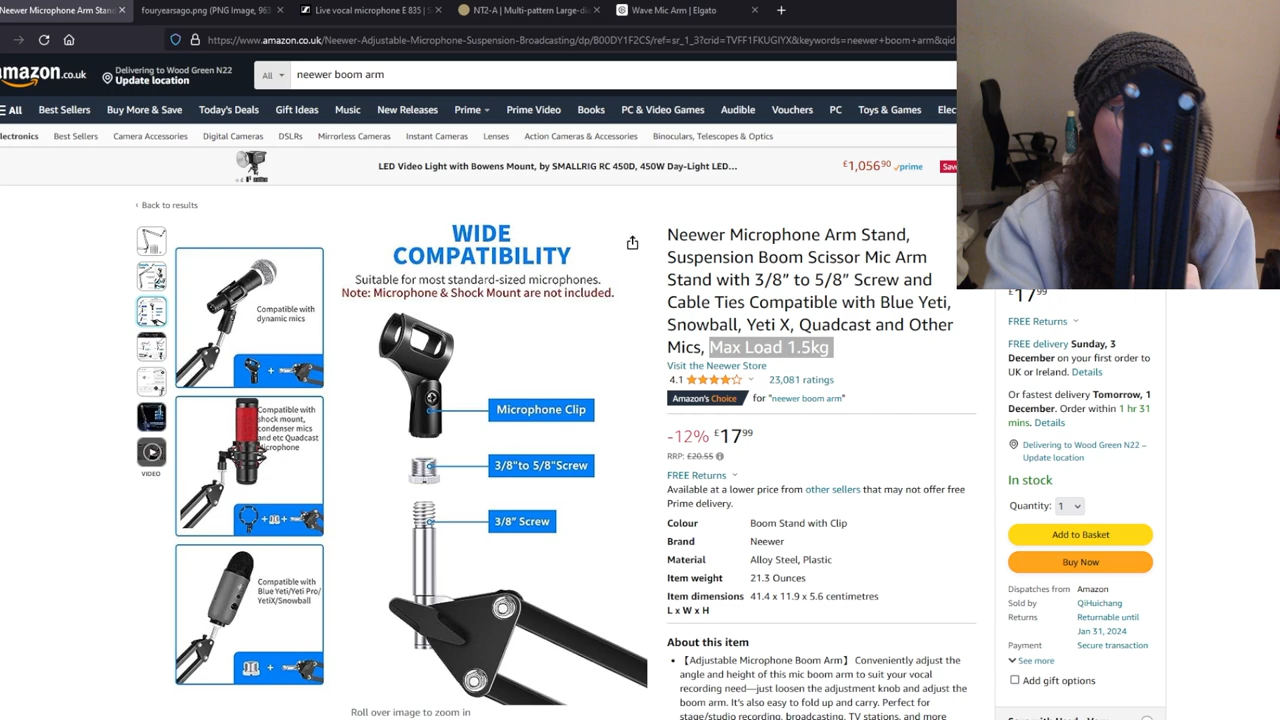 Neewer Microphone Arm Stand
fouryearsago.png (PNG Image, 963
Live vocal microphone E 835 | S
NT2-A | Multi-pattern Large-di
Wave Mic Arm | Elgato
https://www.amazon.co.uk/Neewer-Adjustable-Microphone-Suspension-Broadcasting/dp/B00DY1F2CS/ref=sr_1_3?crid=TVFF1FKUGIYX&keywords=neewer+boom+arm&qid
amazon.co.uk
Delivering to Wood Green N22
Update location
All
neewer boom arm
All
Best Sellers
Buy More & Save
Today's Deals
Gift Ideas
Music
New Releases
Prime
Prime Video
Books
PC & Video Games
Audible
Vouchers
PC
Toys & Games
Elec
lectronics
Best Sellers
Camera Accessories
Digital Cameras
DSLRs
Mirrorless Cameras
Instant Cameras
Lenses
Action Cameras & Accessories
Binoculars, Telescopes & Optics
LED Video Light with Bowens Mount, by SMALLRIG RC 450D, 450W Day-Light LED...
£1,05690 prime
Sav
‹ Back to results
VIDEO
WIDE
COMPATIBILITY
Suitable for most standard-sized microphones.
Note: Microphone & Shock Mount are not included.
Compatible with
dynamic mics
Compatible with
shock mount,
condenser mics
and etc Quadcast
Microphone
Compatible with
Blue Yeti/Yeti Pro/
YetiX/Snowball
Microphone Clip
3/8"to 5/8"Screw
3/8" Screw
Roll over image to zoom in
Neewer Microphone Arm Stand,
Suspension Boom Scissor Mic Arm
Stand with 3/8” to 5/8” Screw and
Cable Ties Compatible with Blue Yeti,
Snowball, Yeti X, Quadcast and Other
Mics, Max Load 1.5kg
Visit the Neewer Store
4.1
23,081 ratings
Amazon's Choice
for "neewer boom arm"
-12% £1799
RRP: £20.55
FREE Returns
Available at a lower price from other sellers that may not offer free
Prime delivery.
Colour Boom Stand with Clip
Brand Neewer
Material Alloy Steel, Plastic
Item weight 21.3 Ounces
Item dimensions 41.4 x 11.9 x 5.6 centimetres
L x W x H
About this item
• 【Adjustable Microphone Boom Arm】 Conveniently adjust the
angle and height of this mic boom arm to suit your vocal
recording need—just loosen the adjustment knob and adjust the
boom arm. It's also easy to fold up and carry. Perfect for
stage/studio recording, broadcasting, TV stations, and more
£1799
FREE Returns
FREE delivery Sunday, 3
December on your first order to
UK or Ireland. Details
Or fastest delivery Tomorrow, 1
December. Order within 1 hr 31
mins. Details
Delivering to Wood Green N22 –
Update location
In stock
Quantity: 1
Add to Basket
Buy Now
Dispatches from Amazon
Sold by QiHuichang
Returns Returnable until
Jan 31, 2024
Payment Secure transaction
See more
Add gift options